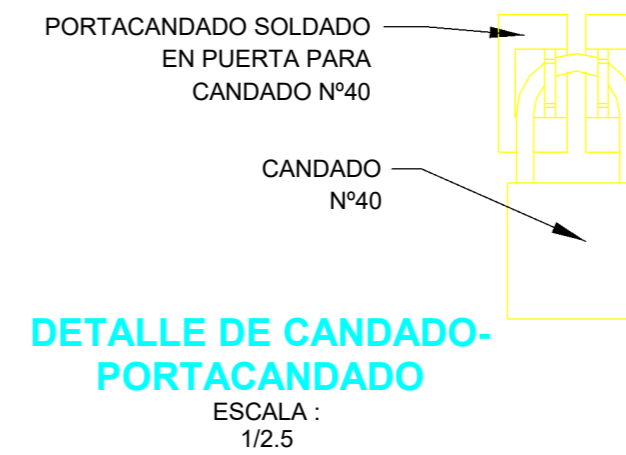 PORTACANDADO SOLDADO
EN PUERTA PARA
CANDADO Nº40
CANDADO
Nº40
DETALLE DE CANDADO-
PORTACANDADO
ESCALA :
1/2.5